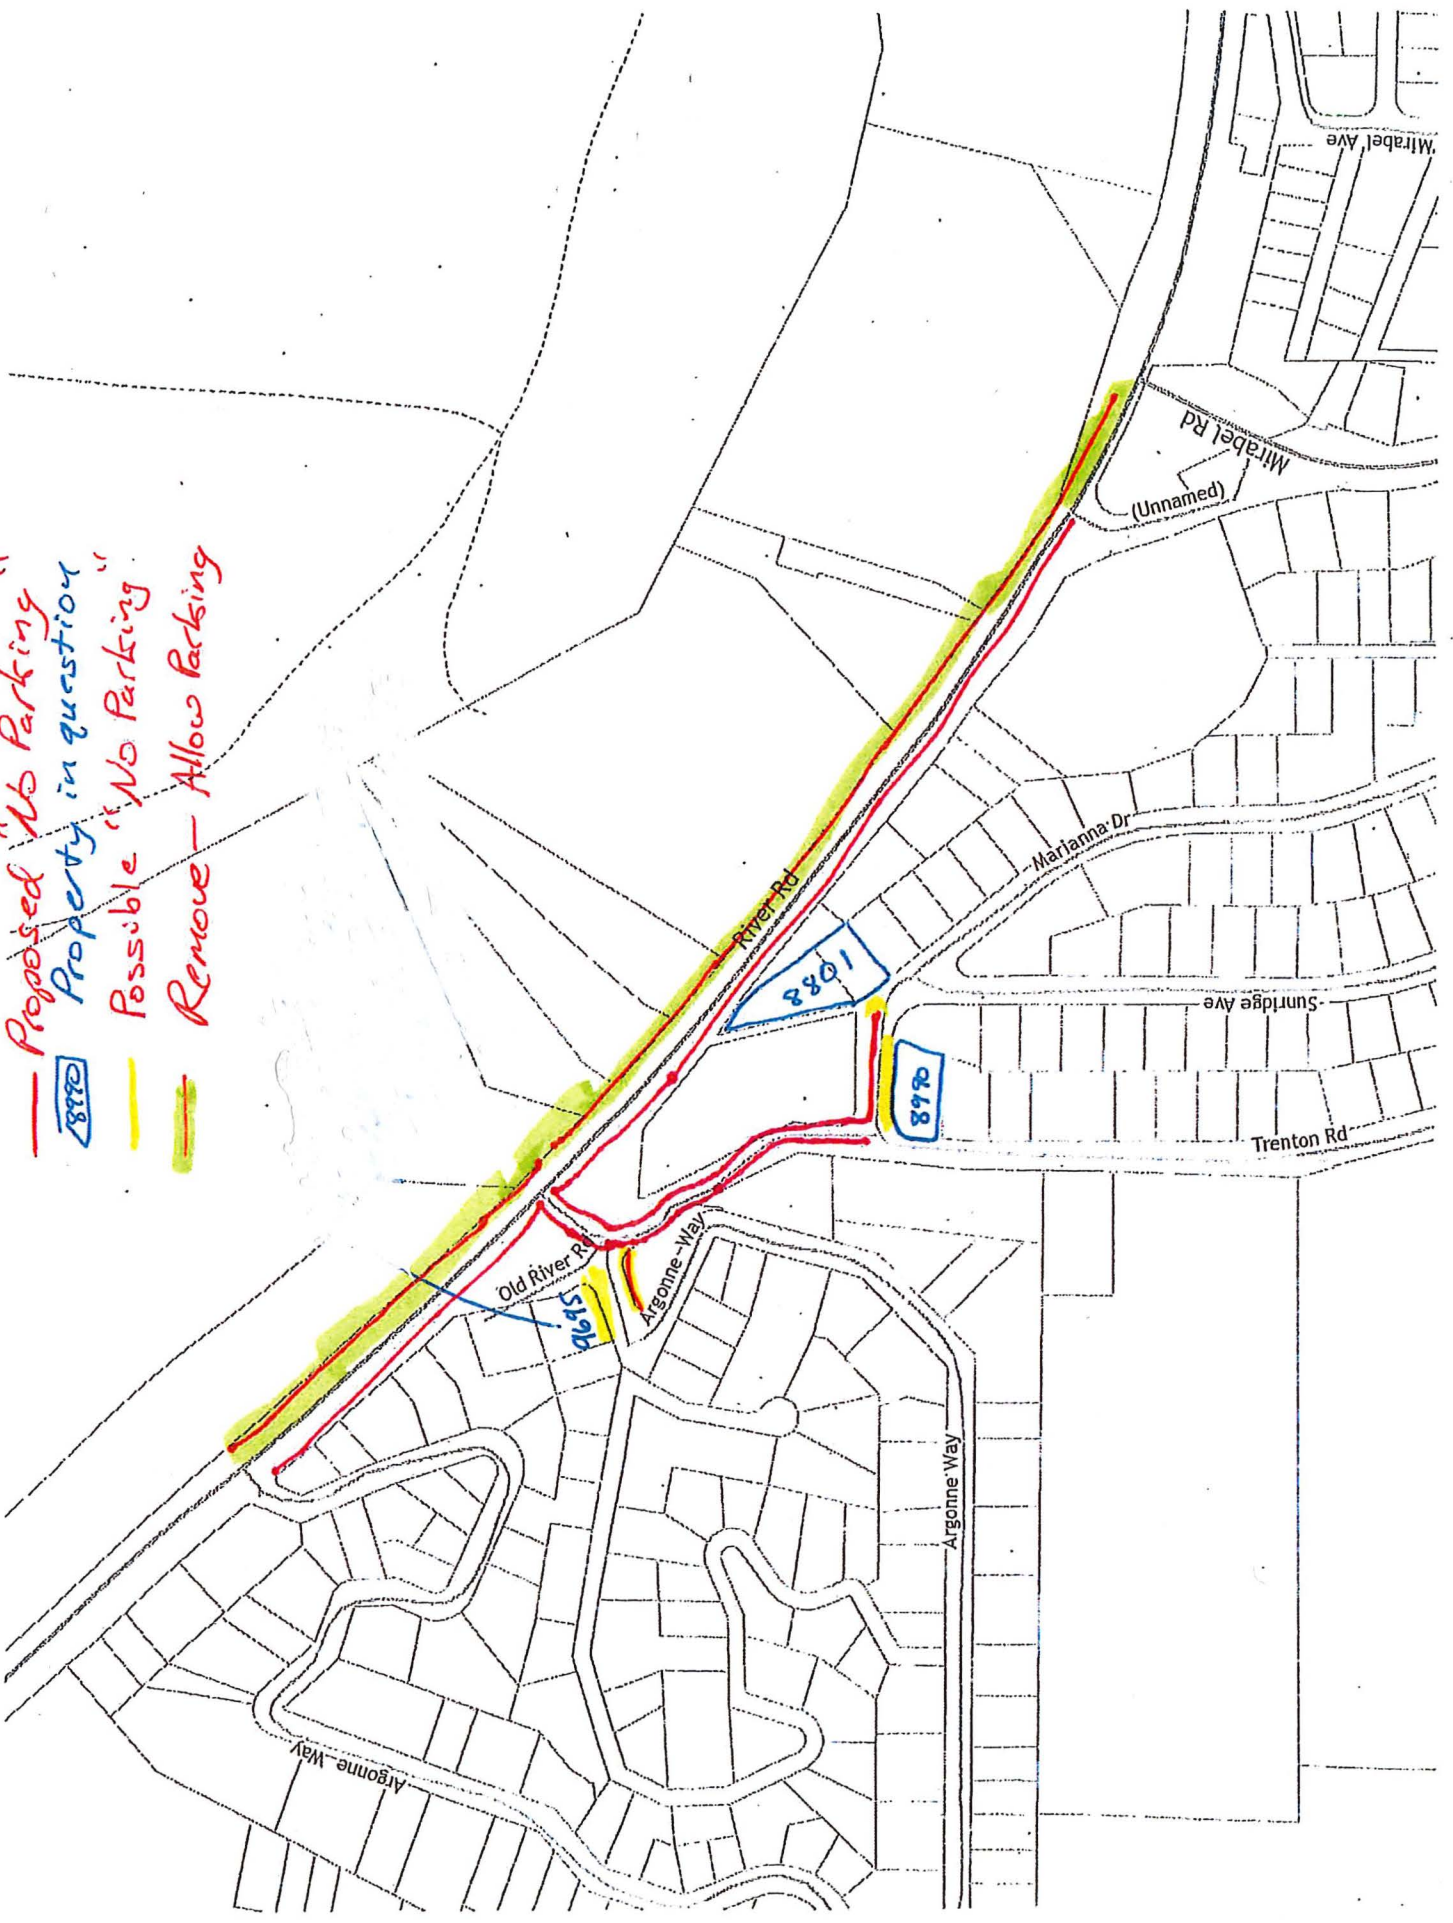 Proposed "No Parking"
8990 Property in question
Possible "No Parking"
Remove - Allow Parking
Mirabel Ave
Mirabel Rd
(Unnamed)
Marianna Dr
River Rd
1088
Sunridge Ave
8990
Trenton Rd
Old River Rd
Argonne Way
9695
Argonne Way
Argonne Way